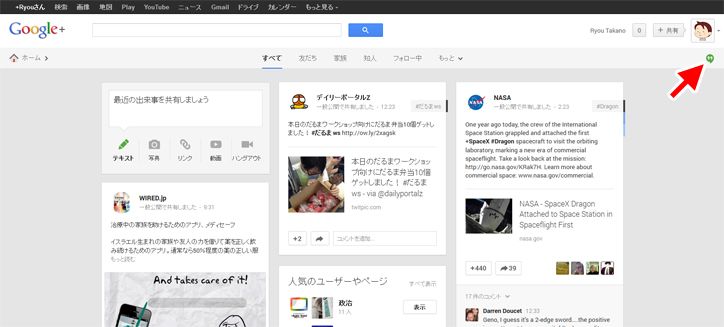 +Ryouさん 検索 画像 地図 Play YouTube ニュース Gmail ドライブ カレンダー もっと見る
Google+
Ryou Takano 0 + 共有
ホーム すべて 友だち 家族 知人 フォロー中 もっと
最近の出来事を共有しましょう
テキスト 写真 リンク 動画 ハングアウト
WIRED.jp
一般公開で共有しました - 9:31
治療中の家族を助けるためのアプリ、メディセーフ
イスラエル生まれの家族や友人の力を借りて薬を正しく飲
み続けるためのアプリ。通常なら50%程度の薬の正しい服
もっと読む
And takes care of it!
デイリーポータルZ
一般公開で共有しました - 12:23
#だるまws
本日のだるまワークショップ向けにだるま弁当10個ゲットし
ました! #だるまws http://ow.ly/2xagsk
本日のだるまワークショ
ップ向けにだるま弁当10
個ゲットしました! #だるま
ws - via @dailyportalz
twitpic.com
+2 コメントを追加...
人気のユーザーやページ すべて表示
政治
11 人
表示
NASA
一般公開で共有しました - 2:23
#Dragon
One year ago today, the crew of the International
Space Station grappled and attached the first
+SpaceX #Dragon spacecraft to visit the orbiting
laboratory, marking a new era of commercial
spaceflight. Take a look back at the mission:
http://go.nasa.gov/KRak7H. Learn more about
commercial space: www.nasa.gov/commercial.
NASA - SpaceX Dragon
Attached to Space Station in
Spaceflight First
nasa.gov
+440 39
17 件のコメント
Darren Doucet 12:33
Geno, I guess it's a 2-edge sword.... the positive